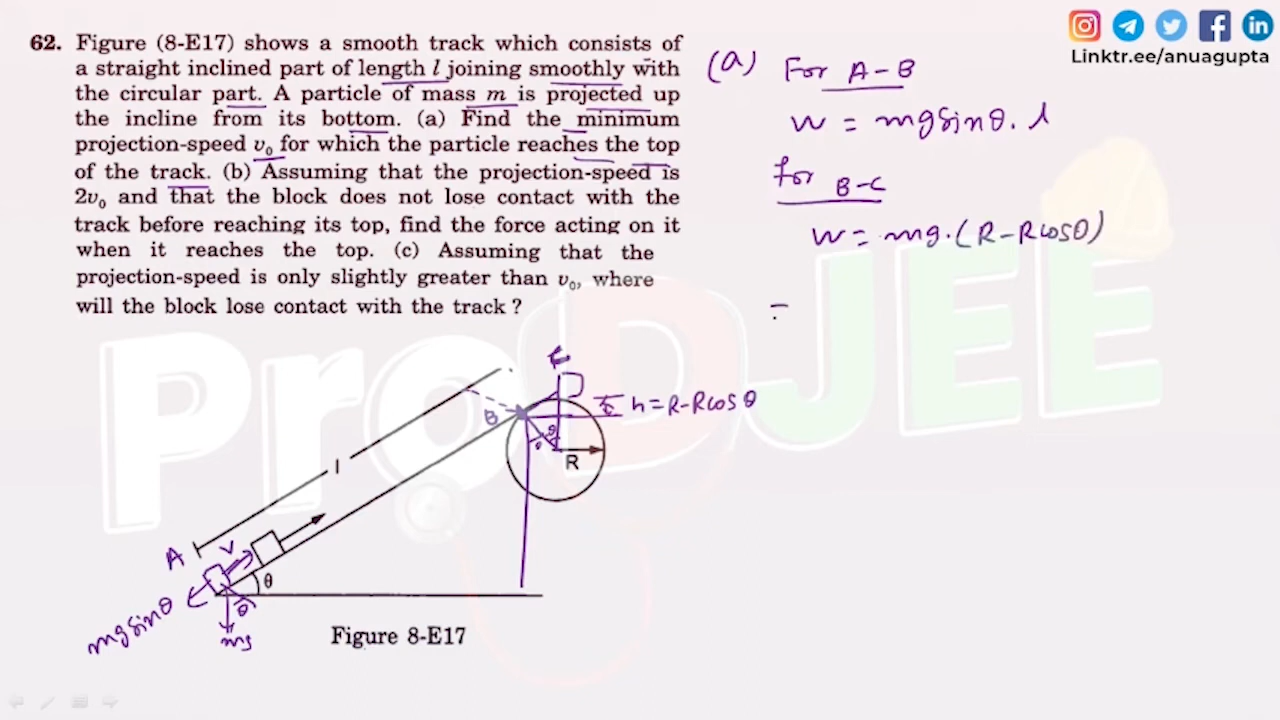 62. Figure (8-E17) shows a smooth track which consists of
a straight inclined part of length l joining smoothly with
the circular part. A particle of mass m is projected up
the incline from its bottom. (a) Find the minimum
projection-speed v₀ for which the particle reaches the top
of the track. (b) Assuming that the projection-speed is
2v₀ and that the block does not lose contact with the
track before reaching its top, find the force acting on it
when it reaches the top. (c) Assuming that the
projection-speed is only slightly greater than v₀, where
will the block lose contact with the track ?
Linktr.ee/anuagupta
(a) For A-B
W = mg sinθ. l
for B-C
W = mg.(R-Rcosθ)
=
ProDJEE
B
h=R-Rcosθ
θ
R
l
A
V
θ
θ
mg sinθ
mg
Figure 8-E17